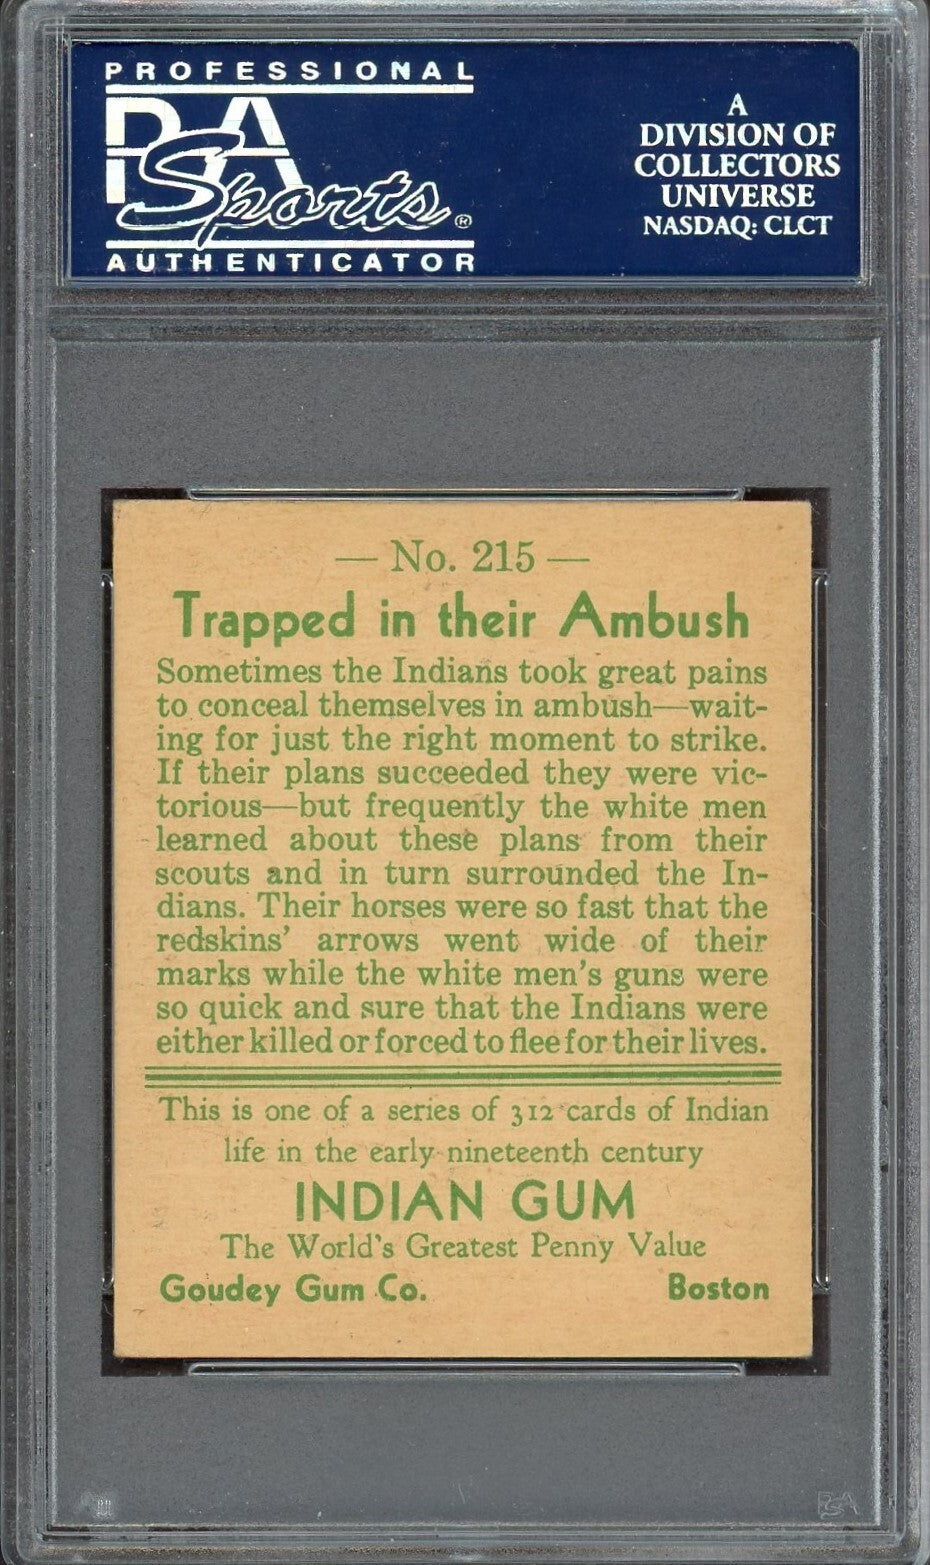 PROFESSIONAL
PSA
Sports®
AUTHENTICATOR
A
DIVISION OF
COLLECTORS
UNIVERSE
NASDAQ: CLCT
— No. 215 —
Trapped in their Ambush
Sometimes the Indians took great pains
to conceal themselves in ambush—wait-
ing for just the right moment to strike.
If their plans succeeded they were vic-
torious—but frequently the white men
learned about these plans from their
scouts and in turn surrounded the In-
dians. Their horses were so fast that the
redskins' arrows went wide of their
marks while the white men's guns were
so quick and sure that the Indians were
either killed or forced to flee for their lives.
This is one of a series of 312 cards of Indian
life in the early nineteenth century
INDIAN GUM
The World's Greatest Penny Value
Goudey Gum Co. Boston
PSA